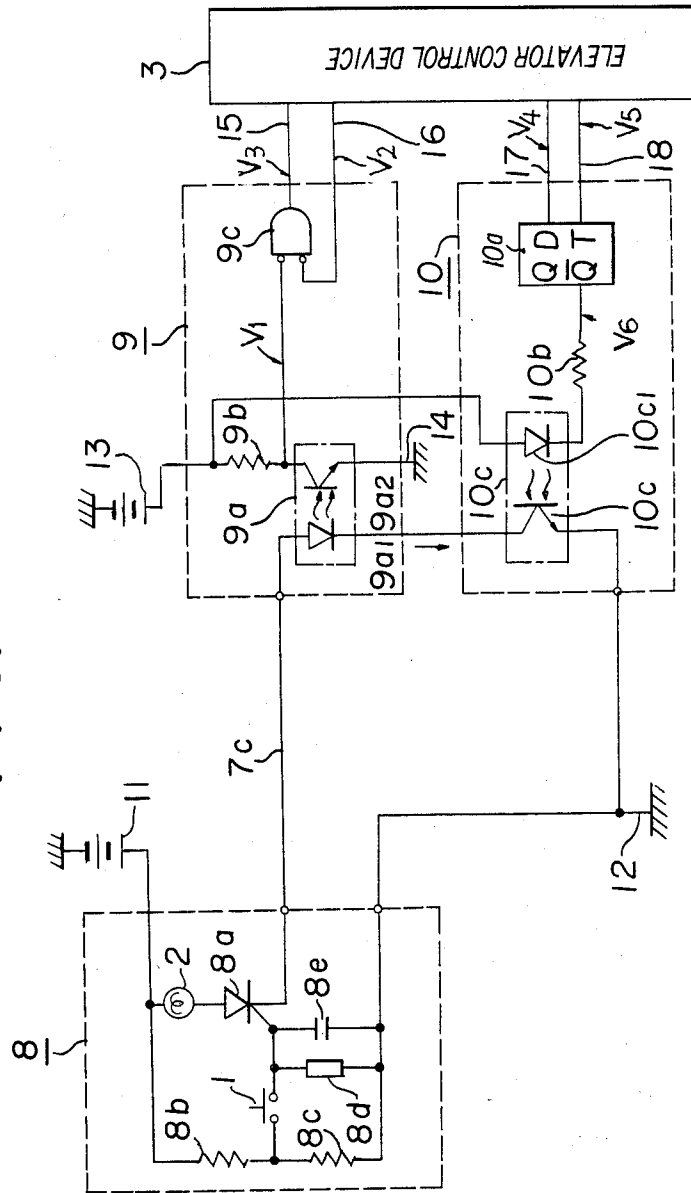 8
2
8a
1
8b
8c
8d
8e
11
7c
12
13
9
9b
9a
9a1
9a2
14
V1
9c
V3
15
16
V2
3
ELEVATOR CONTROL DEVICE
10
10c
10c1
10c
10b
V6
10a
Q D
Q̅ T
17
V4
18
V5